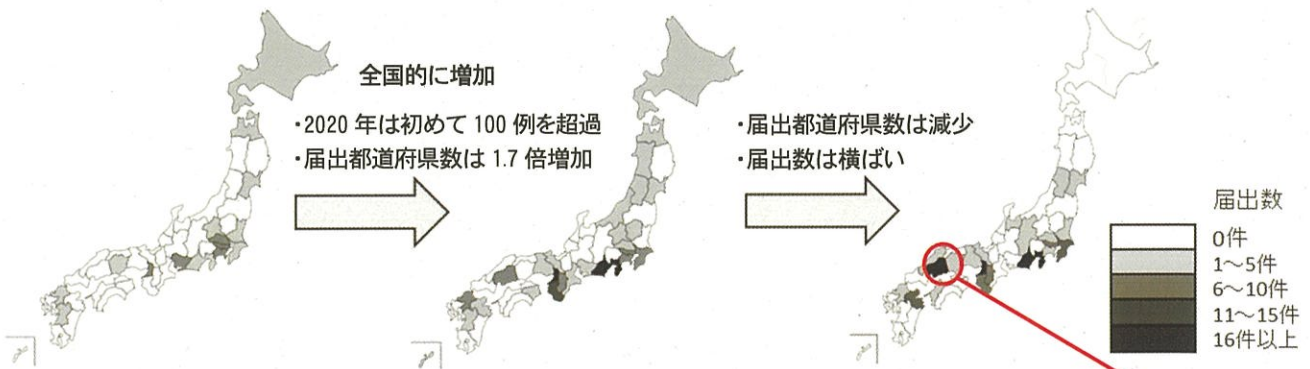 全国的に増加
・2020 年は初めて 100 例を超過
・届出都道府県数は 1.7 倍増加
・届出都道府県数は減少
・届出数は横ばい
届出数
0件
1～5件
6～10件
11～15件
16件以上